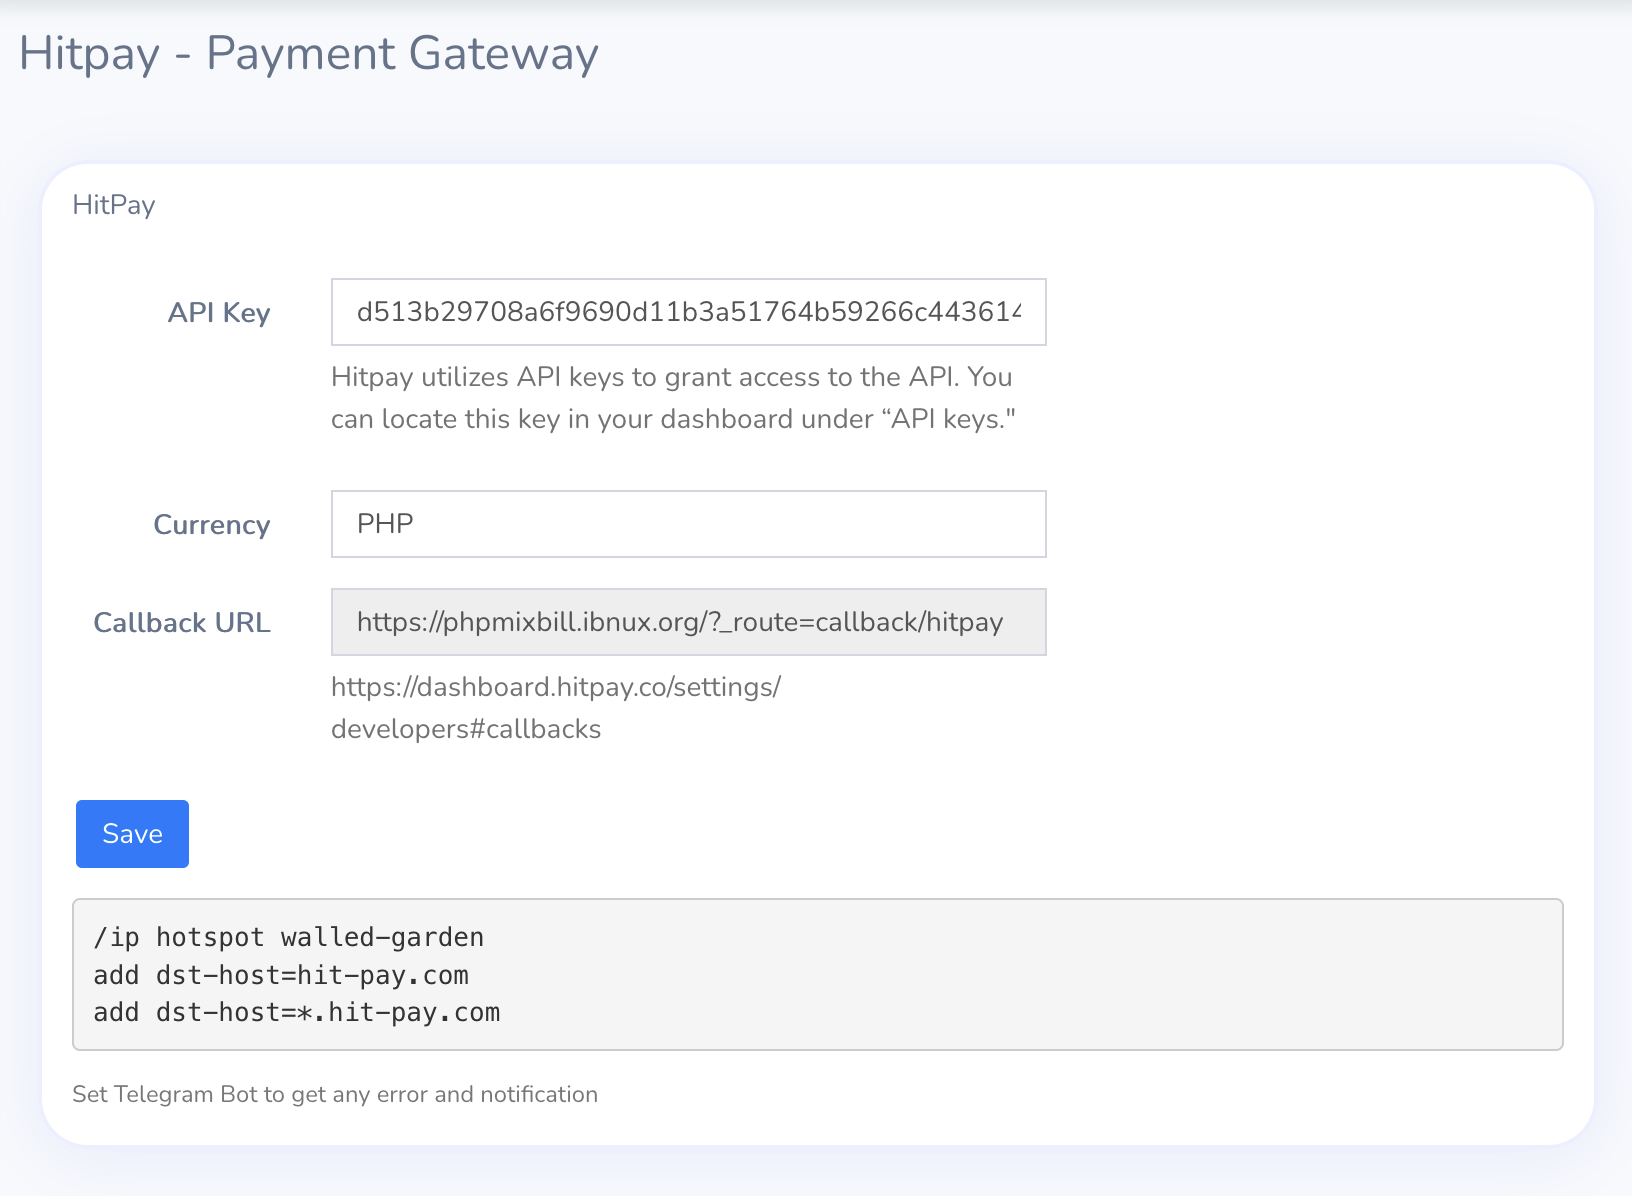 Hitpay - Payment Gateway
HitPay
API Key
d513b29708a6f9690d11b3a51764b59266c443614
Hitpay utilizes API keys to grant access to the API. You
can locate this key in your dashboard under “API keys."
Currency
PHP
Callback URL
https://phpmixbill.ibnux.org/?_route=callback/hitpay
https://dashboard.hitpay.co/settings/
developers#callbacks
Save
/ip hotspot walled-garden
add dst-host=hit-pay.com
add dst-host=*.hit-pay.com
Set Telegram Bot to get any error and notification